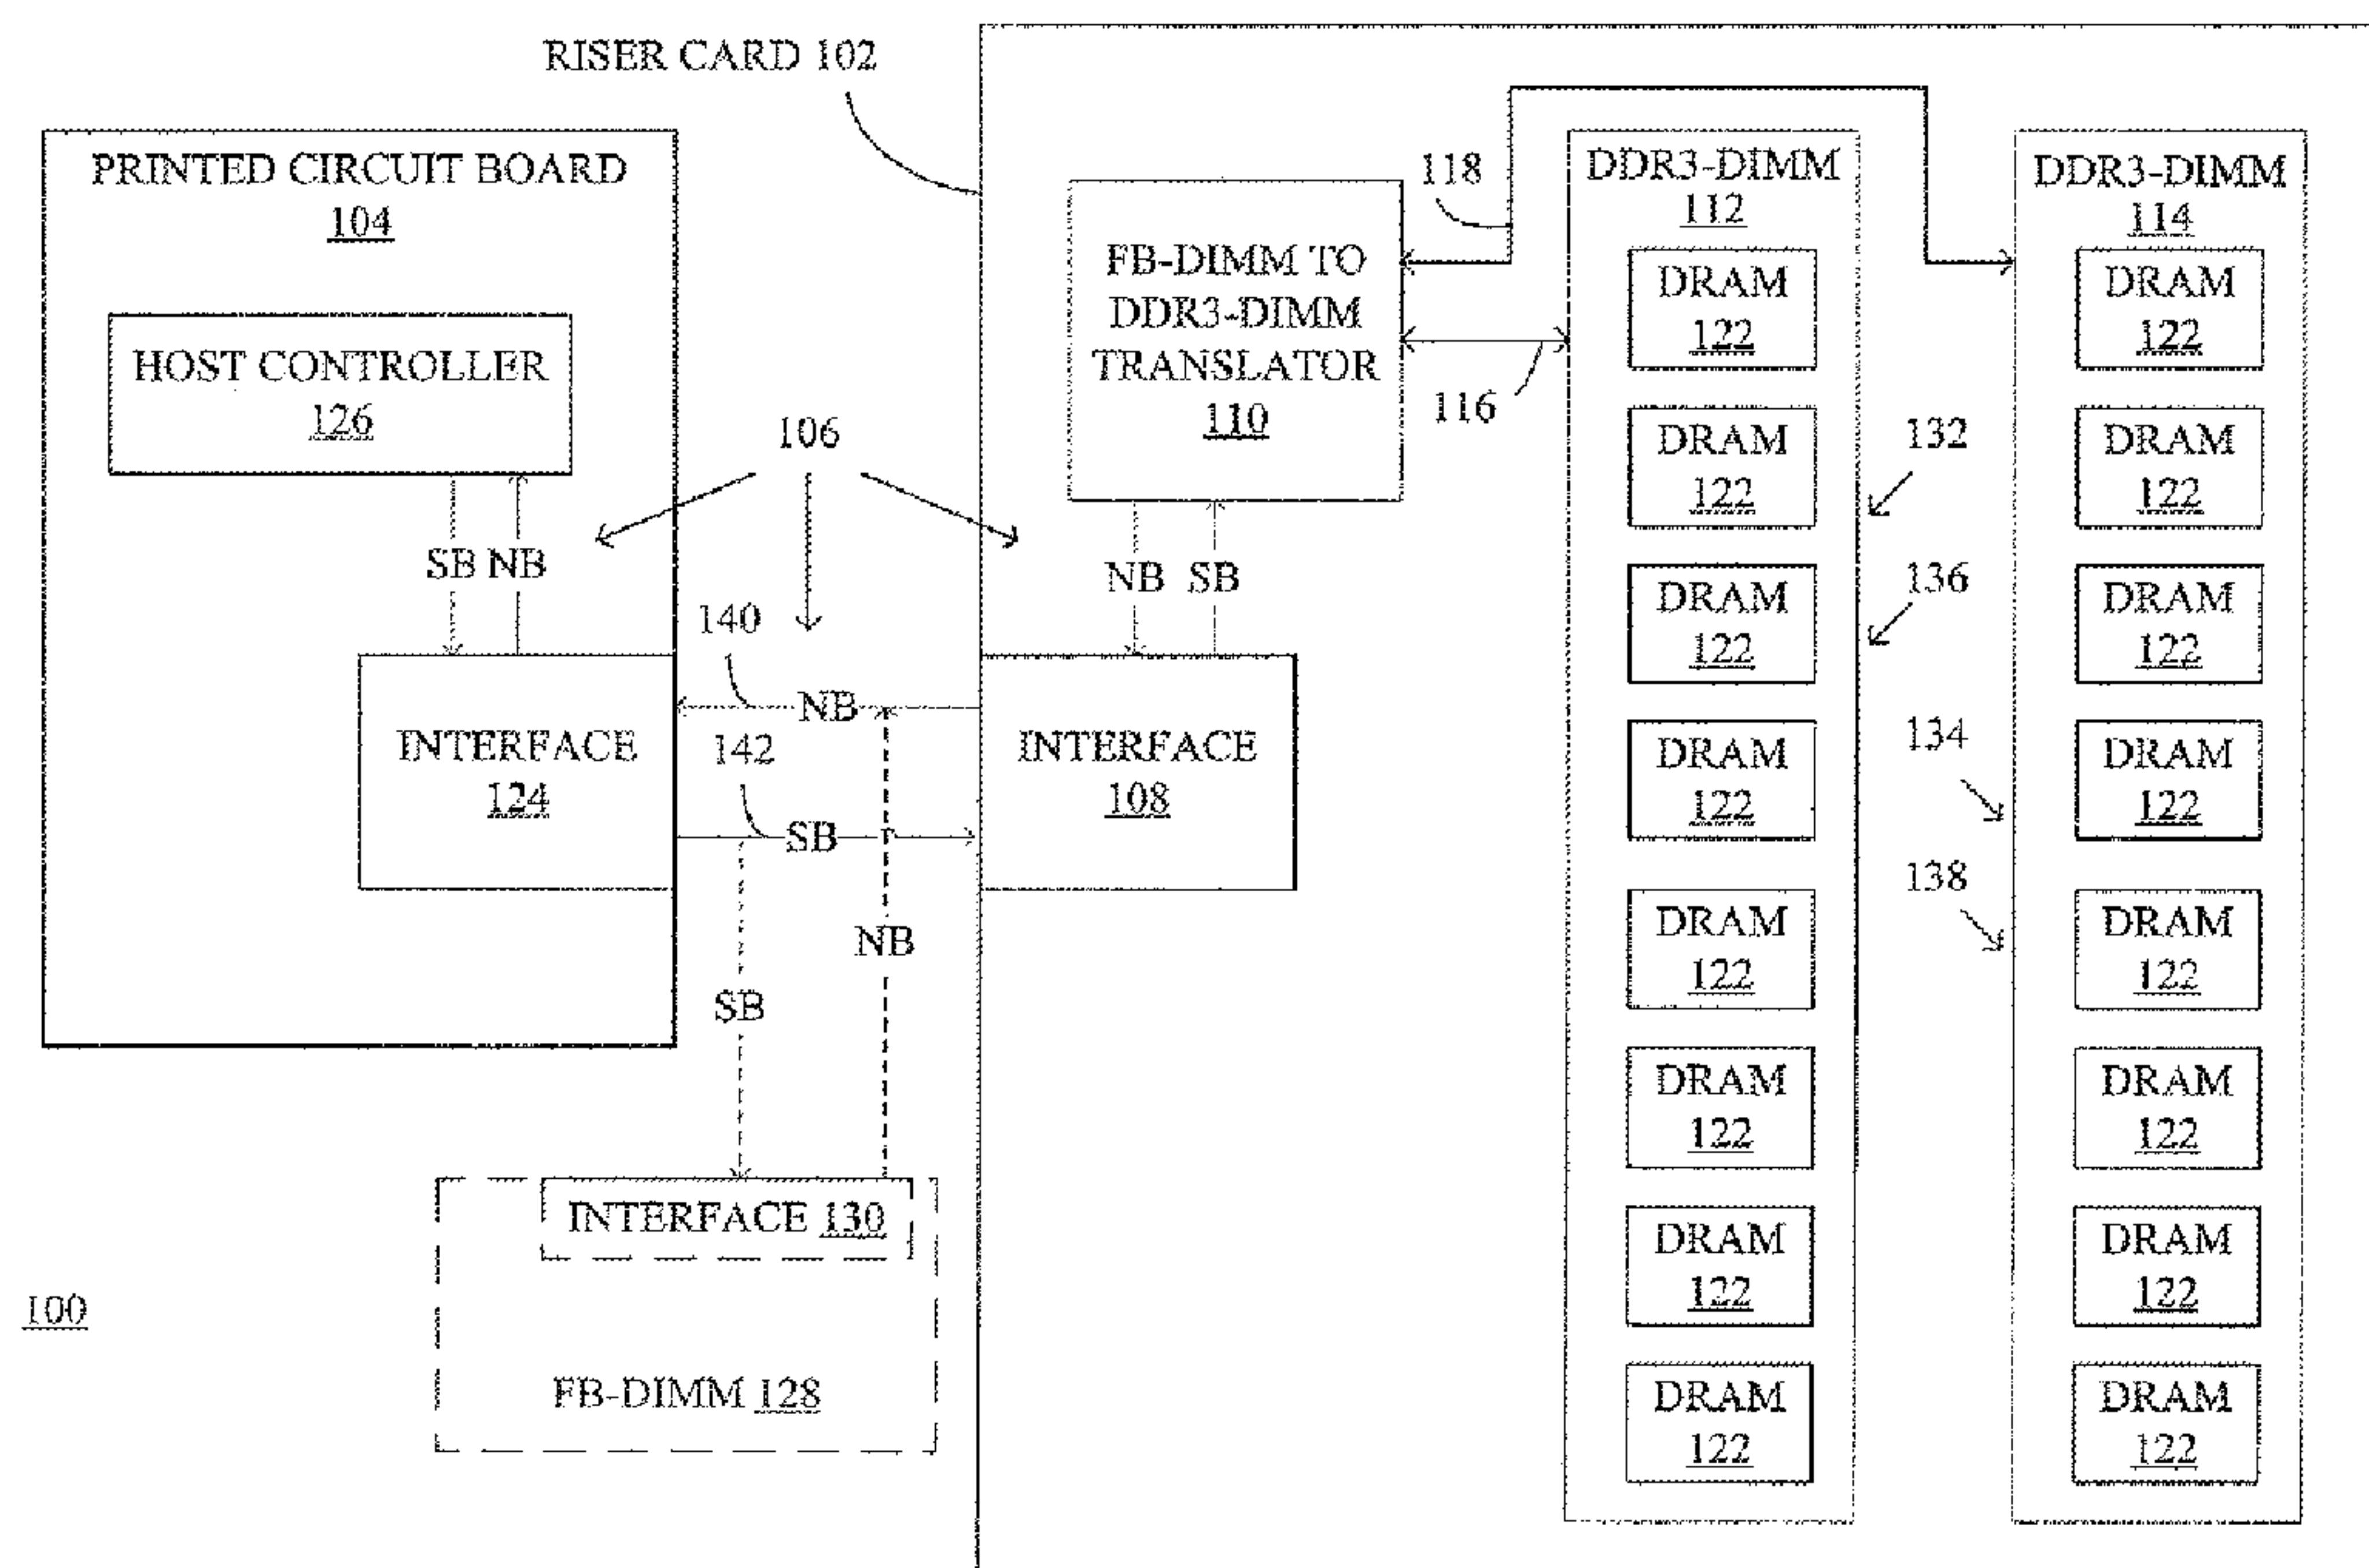 RISER CARD 102
PRINTED CIRCUIT BOARD
104
HOST CONTROLLER
126
SB NB
106
INTERFACE
124
140
NB
142
SB
SB
NB
INTERFACE 130
FB-DIMM 128
100
FB-DIMM TO
DDR3-DIMM
TRANSLATOR
110
NB SB
INTERFACE
108
118
116
DDR3-DIMM
112
DRAM
122
DRAM
122
DRAM
122
DRAM
122
DRAM
122
DRAM
122
DRAM
122
DRAM
122
132
136
134
138
DDR3-DIMM
114
DRAM
122
DRAM
122
DRAM
122
DRAM
122
DRAM
122
DRAM
122
DRAM
122
DRAM
122